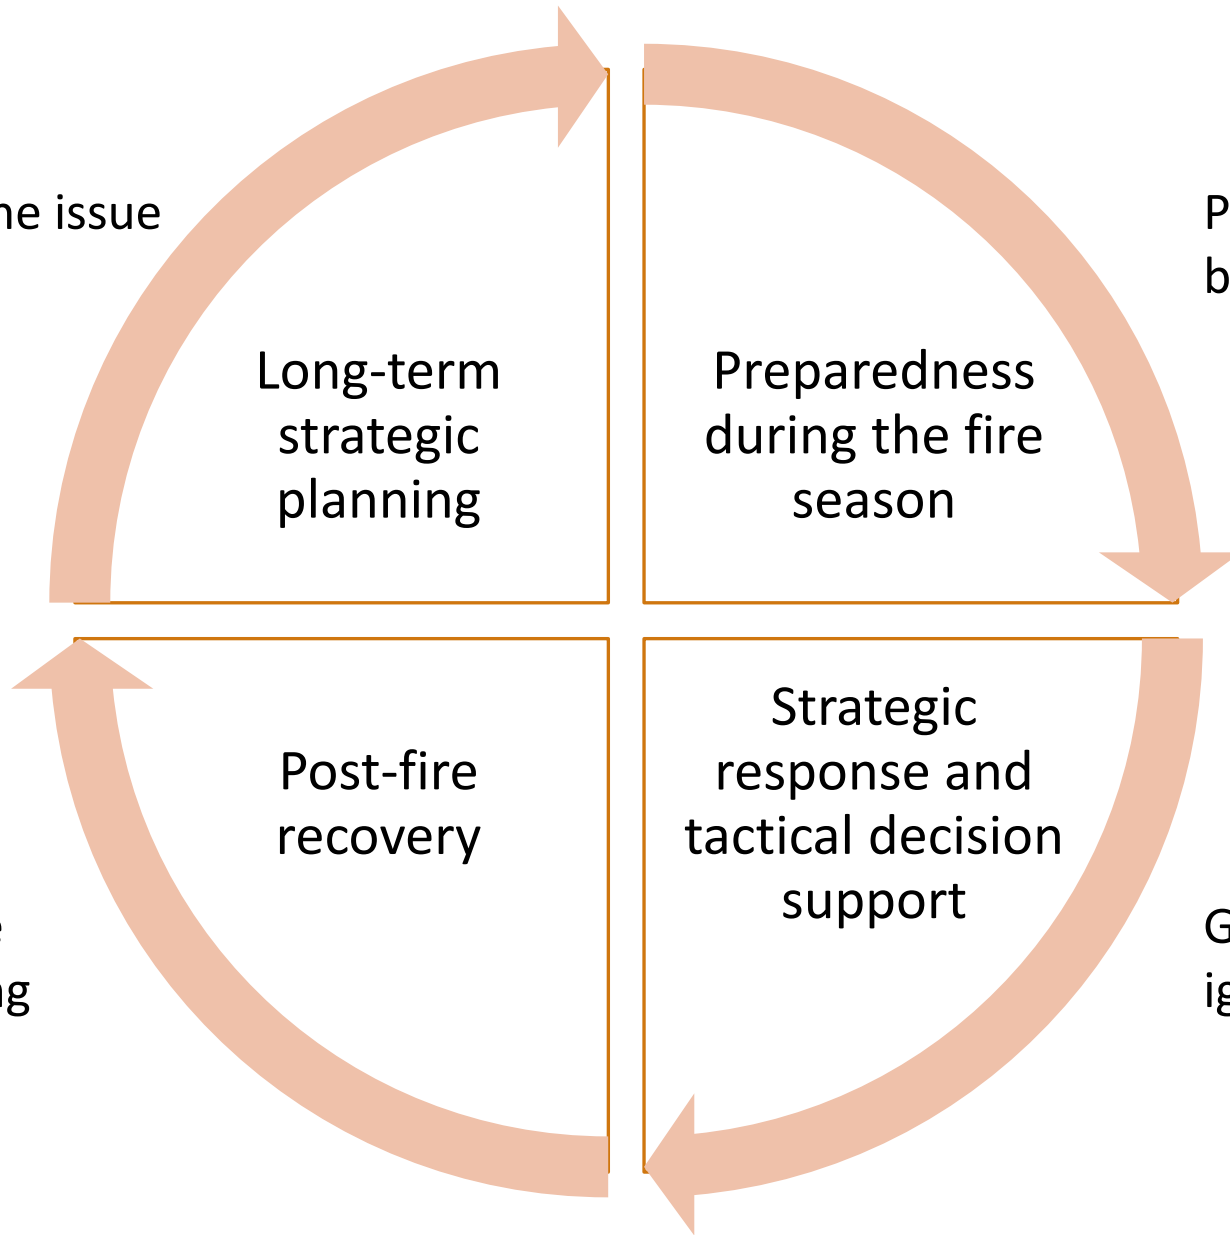 issue
Long-term
strategic
planning
Preparedness
during the fire
season
Post-fire
recovery
Strategic
response and
tactical decision
support